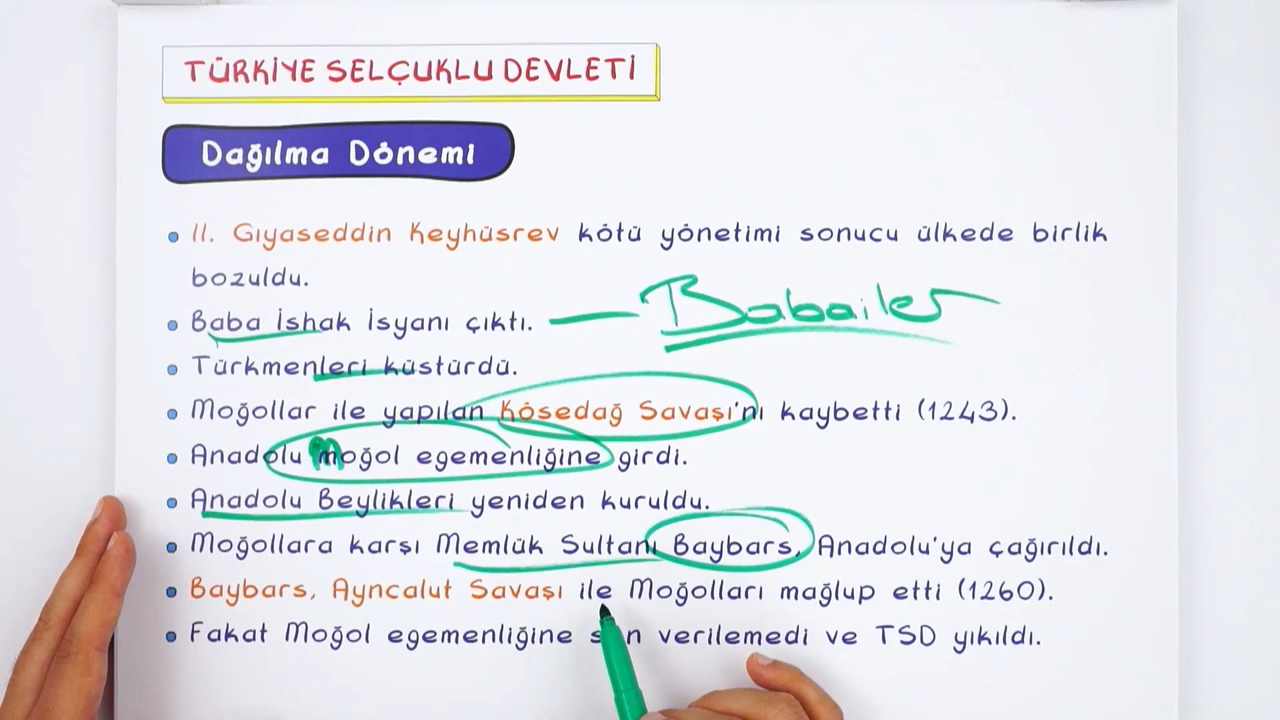 TÜRKİYE SELÇUKLU DEVLETİ
Dağılma Dönemi
• II. Gıyaseddin Keyhüsrev kötü yönetimi sonucu ülkede birlik
bozuldu.
• Baba İshak İsyanı çıktı. — Babailer
• Türkmenleri küstürdü.
• Moğollar ile yapılan Kösedağ Savaşı'nı kaybetti (1243).
• Anadolu Moğol egemenliğine girdi.
• Anadolu Beylikleri yeniden kuruldu.
• Moğollara karşı Memlük Sultanı Baybars, Anadolu'ya çağırıldı.
• Baybars, Ayncalut Savaşı ile Moğolları mağlup etti (1260).
• Fakat Moğol egemenliğine son verilemedi ve TSD yıkıldı.